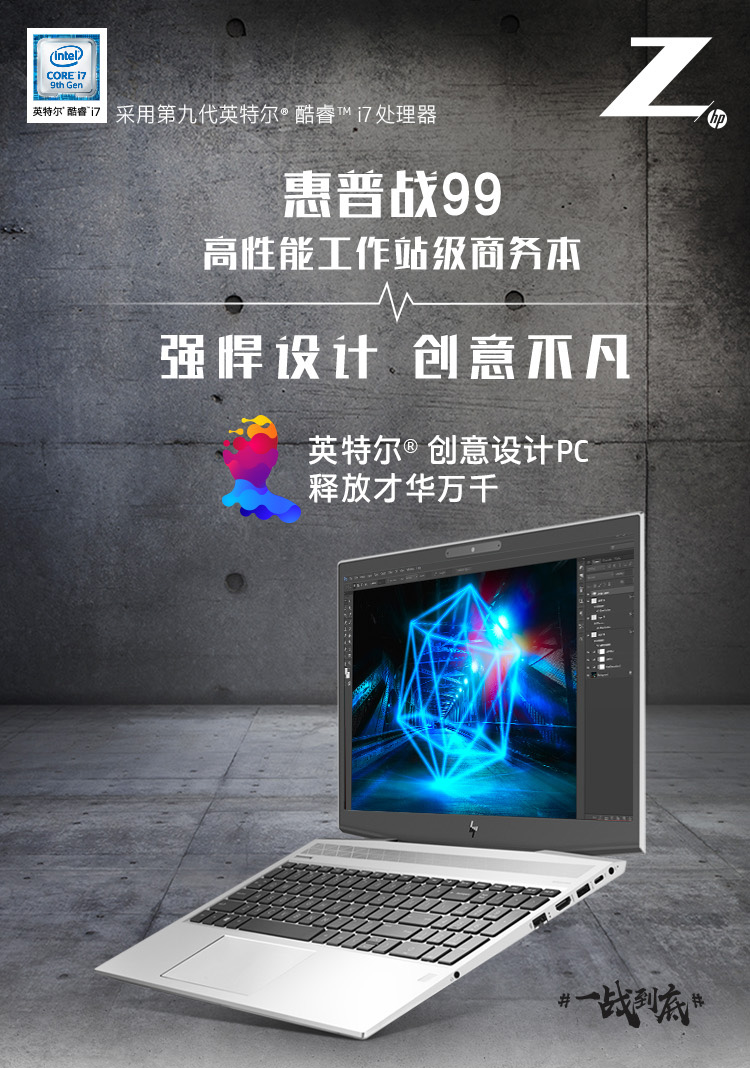 intel
CORE i7
9th Gen
英特尔® 酷睿™ i7
采用第九代英特尔® 酷睿™ i7 处理器
hp
惠普战99
高性能工作站级商务本
强悍设计 创意不凡
英特尔® 创意设计PC
释放才华万千
#一战到底#